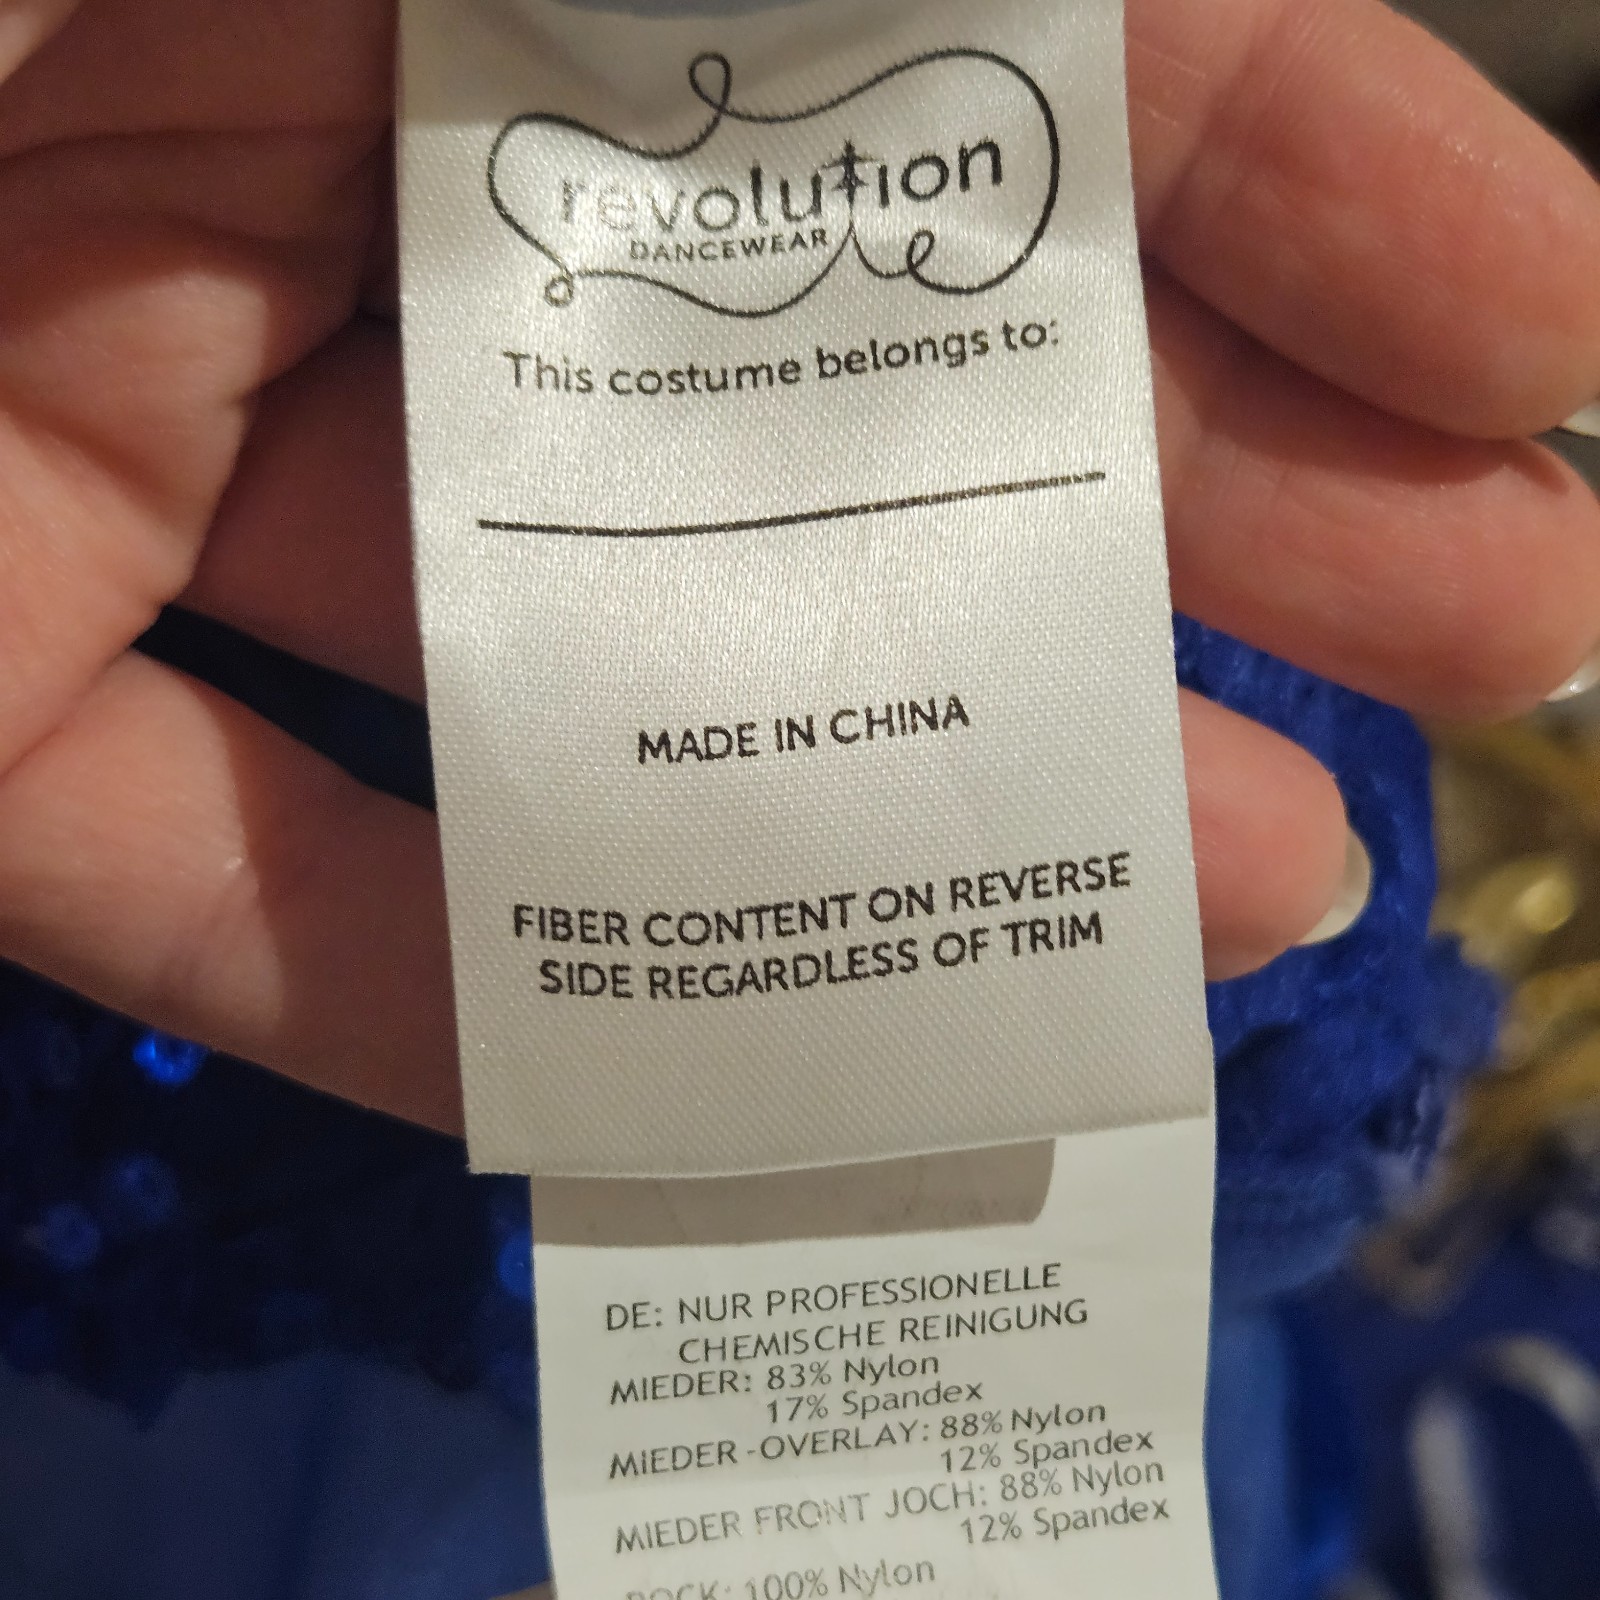 revolution
DANCEWEAR
This costume belongs to:
MADE IN CHINA
FIBER CONTENT ON REVERSE
SIDE REGARDLESS OF TRIM
DE: NUR PROFESSIONELLE
CHEMISCHE REINIGUNG
MIEDER: 83% Nylon
17% Spandex
MIEDER-OVERLAY: 88% Nylon
12% Spandex
MIEDER FRONT JOCH: 88% Nylon
12% Spandex
ROCK: 100% Nylon